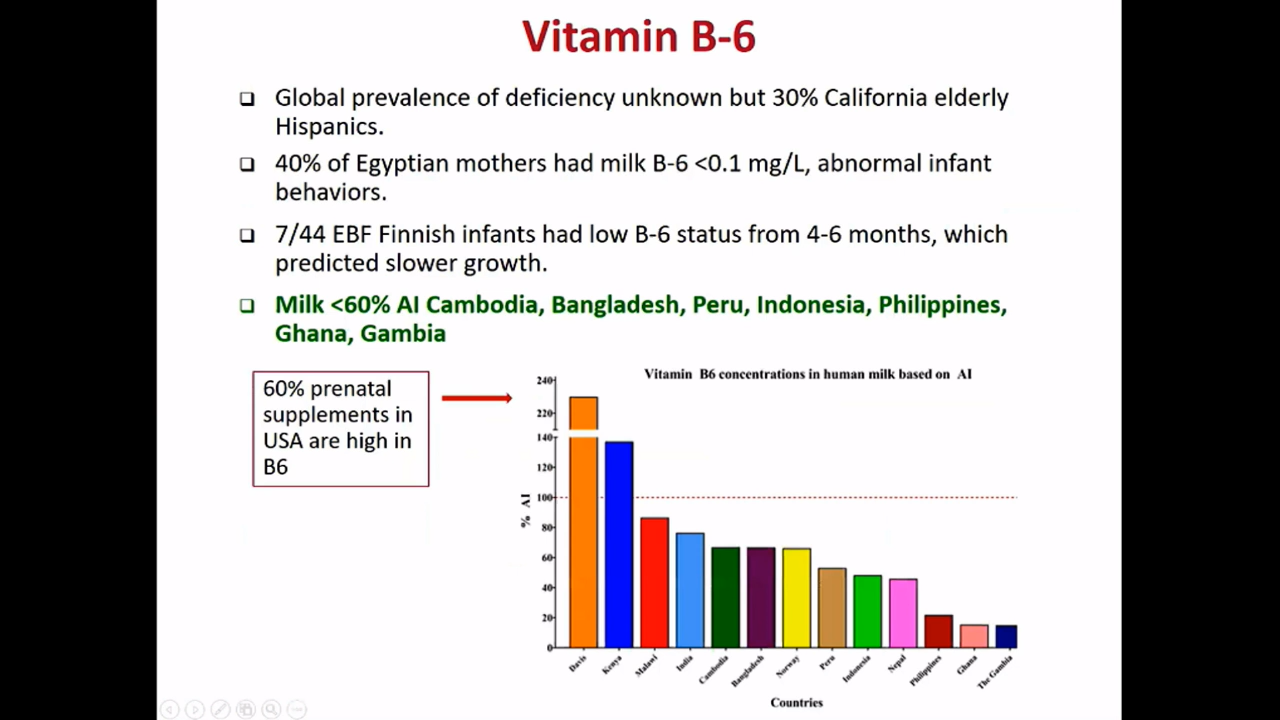 Vitamin B-6
Global prevalence of deficiency unknown but 30% California elderly
Hispanics.
40% of Egyptian mothers had milk B-6 <0.1 mg/L, abnormal infant
behaviors.
7/44 EBF Finnish infants had low B-6 status from 4-6 months, which
predicted slower growth.
Milk <60% AI Cambodia, Bangladesh, Peru, Indonesia, Philippines,
Ghana, Gambia
60% prenatal
supplements in
USA are high in
B6
Vitamin B6 concentrations in human milk based on AI
240
220
140
120
100
80
60
40
20
0
% AI
Davis
Kenya
Malawi
India
Cambodia
Bangladesh
Norway
Peru
Indonesia
Nepal
Philippines
Ghana
The Gambia
Countries